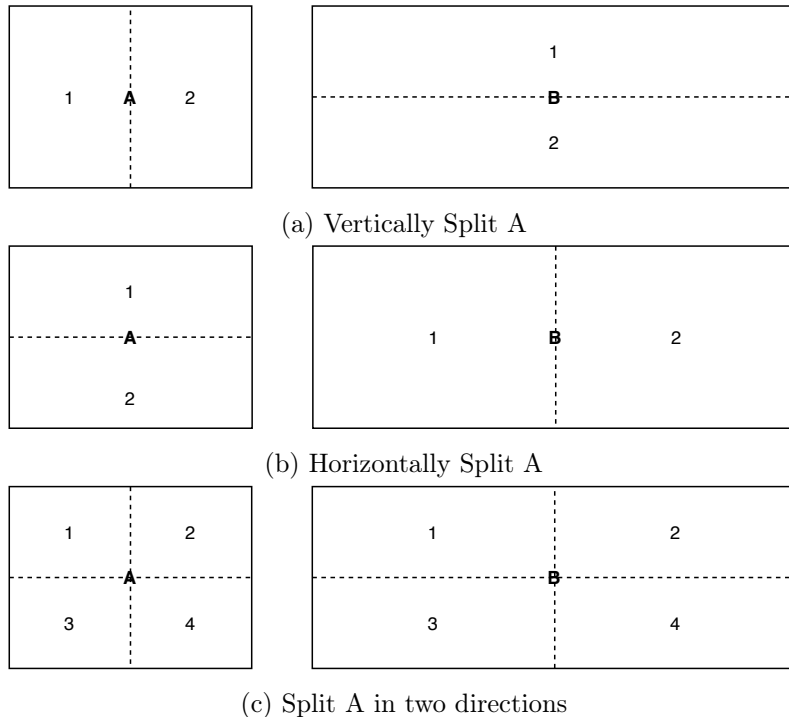 1 A 2 1
B
2
(a) Vertically Split A
1
A 1 B 2
2
(b) Horizontally Split A
1 2 1 2
A B
3 4 3 4
(c) Split A in two directions